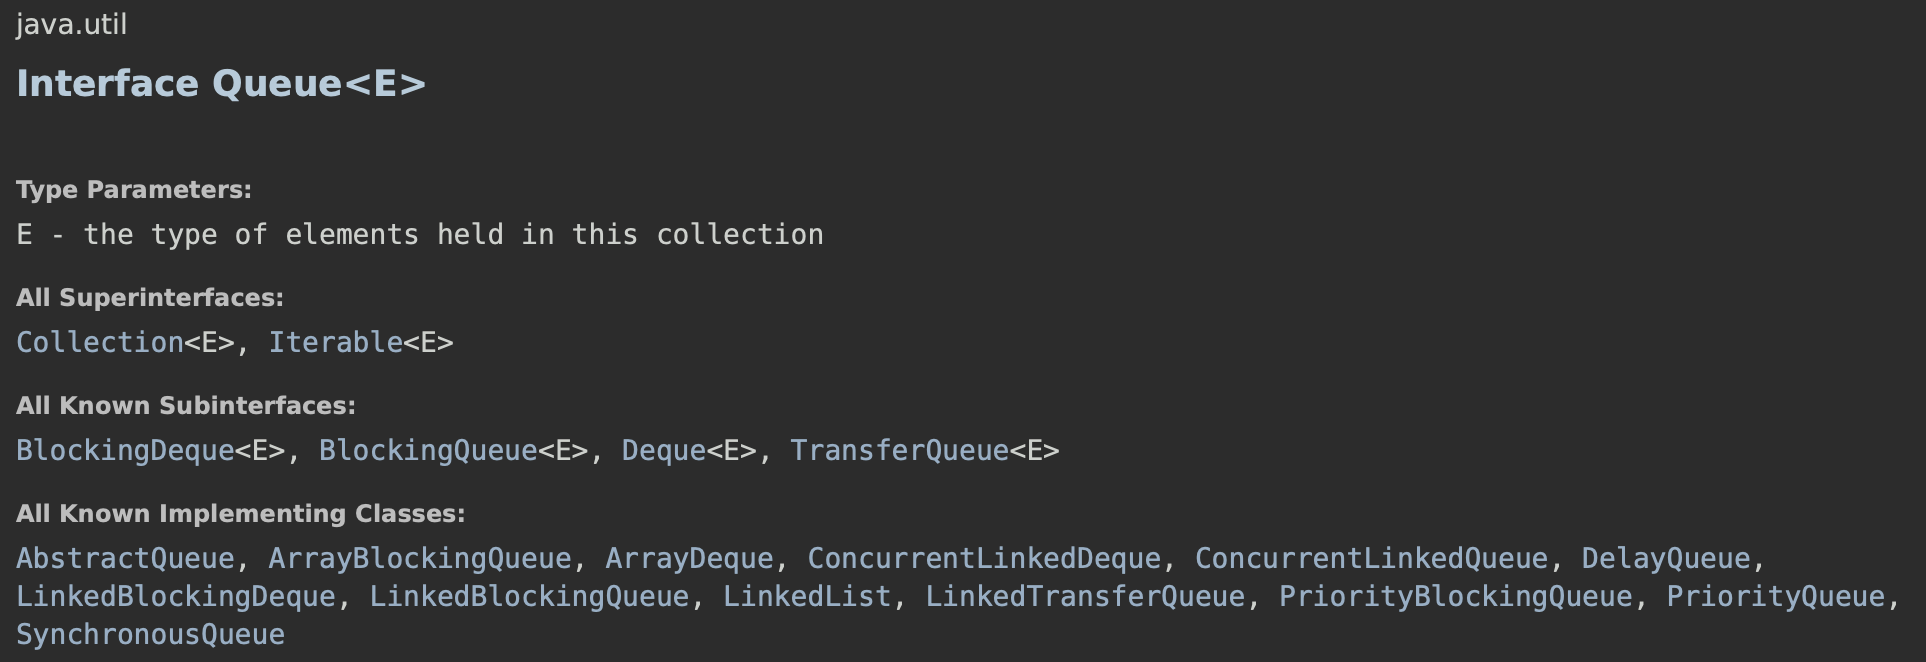 java.util
Interface Queue<E>
Type Parameters:
E - the type of elements held in this collection
All Superinterfaces:
Collection<E>, Iterable<E>
All Known Subinterfaces:
BlockingDeque<E>, BlockingQueue<E>, Deque<E>, TransferQueue<E>
All Known Implementing Classes:
AbstractQueue, ArrayBlockingQueue, ArrayDeque, ConcurrentLinkedDeque, ConcurrentLinkedQueue, DelayQueue,
LinkedBlockingDeque, LinkedBlockingQueue, LinkedList, LinkedTransferQueue, PriorityBlockingQueue, PriorityQueue,
SynchronousQueue